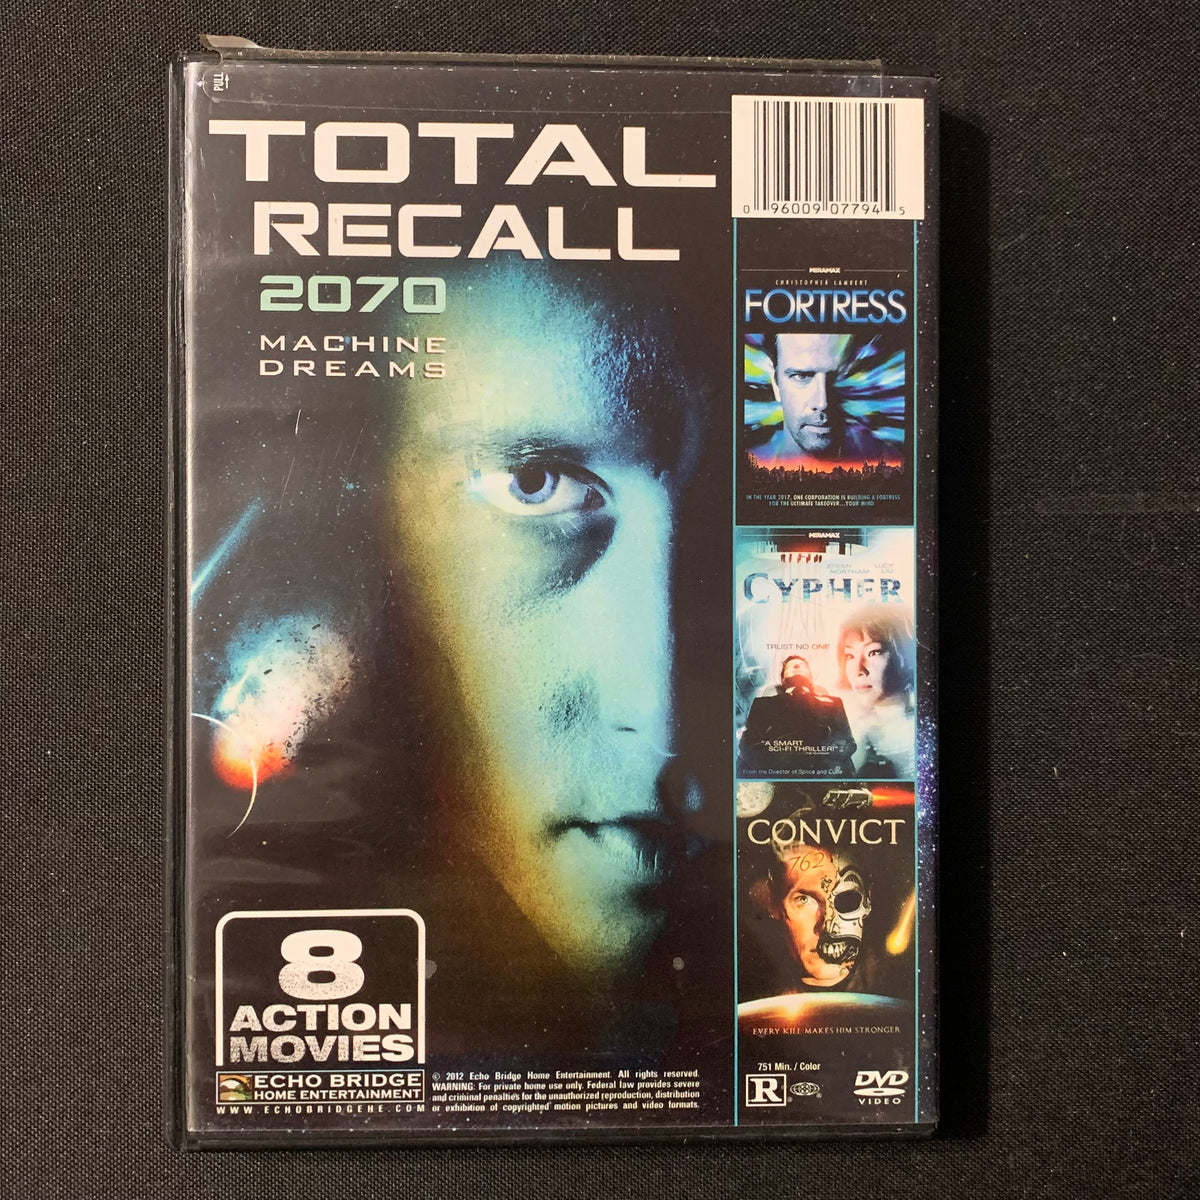 PULL
TOTAL
RECALL
2070
MACHINE
DREAMS
8
ACTION
MOVIES
ECHO BRIDGE
HOME ENTERTAINMENT
WWW.ECHOBRIDGEHE.COM
© 2012 Echo Bridge Home Entertainment. All rights reserved.
WARNING: For private home use only. Federal law provides severe
and criminal penalties for the unauthorized reproduction, distribution
or exhibition of copyrighted motion pictures and video formats.
0 96009 07794 5
MIRAMAX
CHRISTOPHER LAMBERT
FORTRESS
IN THE YEAR 2017, ONE CORPORATION IS BUILDING A FORTRESS
FOR THE ULTIMATE TAKEOVER...YOUR MIND
MIRAMAX
JEREMY NORTHAM LUCY LIU
CYPHER
TRUST NO ONE
"A SMART
SCI-FI THRILLER!"
From the Director of Splice and Cube
CONVICT
762
EVERY KILL MAKES HIM STRONGER
751 Min. / Color
R
DVD
VIDEO